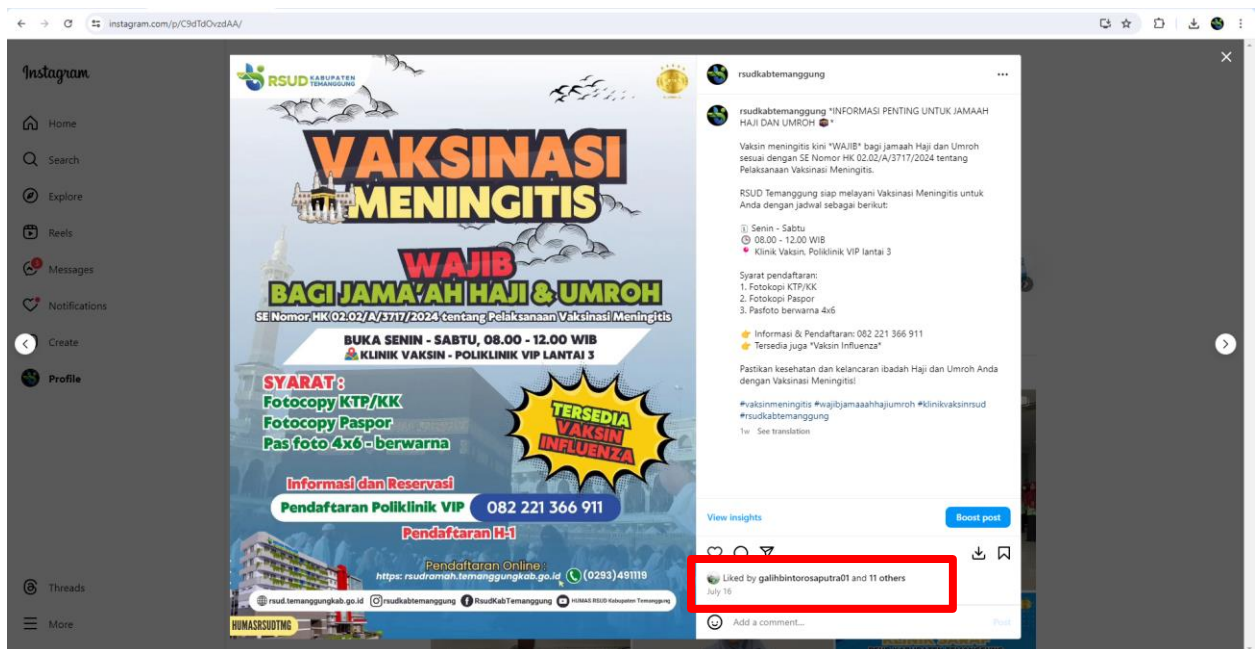 instagram.com/p/C9dTdOvzdAA/
Instagram
Home
Search
Explore
Reels
Messages
Notifications
Create
Profile
Threads
More
RSUD KABUPATEN TEMANGGUNG
VAKSINASI
MENINGITIS
WAJIB
BAGI JAMA'AH HAJI & UMROH
SE Nomor HK 02.02/A/3717/2024 tentang Pelaksanaan Vaksinasi Meningitis
BUKA SENIN - SABTU, 08.00 - 12.00 WIB
KLINIK VAKSIN - POLIKLINIK VIP LANTAI 3
SYARAT :
Fotocopy KTP/KK
Fotocopy Paspor
Pas foto 4x6 - berwarna
TERSEDIA
VAKSIN
INFLUENZA
Informasi dan Reservasi
Pendaftaran Poliklinik VIP 082 221 366 911
Pendaftaran H-1
Pendaftaran Online :
https: rsudramah.temanggungkab.go.id (0293)491119
rsud.temanggungkab.go.id rsudkabtemanggung RsudKabTemanggung HUMAS RSUD Kabupaten Temanggung
HUMASRSUDTMG
rsudkabtemanggung
rsudkabtemanggung *INFORMASI PENTING UNTUK JAMAAH
HAJI DAN UMROH 🕋*
Vaksin meningitis kini *WAJIB* bagi jamaah Haji dan Umroh
sesuai dengan SE Nomor HK 02.02/A/3717/2024 tentang
Pelaksanaan Vaksinasi Meningitis.
RSUD Temanggung siap melayani Vaksinasi Meningitis untuk
Anda dengan jadwal sebagai berikut:
Senin - Sabtu
08.00 - 12.00 WIB
Klinik Vaksin, Poliklinik VIP lantai 3
Syarat pendaftaran:
1. Fotokopi KTP/KK
2. Fotokopi Paspor
3. Pasfoto berwarna 4x6
👉 Informasi & Pendaftaran: 082 221 366 911
👉 Tersedia juga *Vaksin Influenza*
Pastikan kesehatan dan kelancaran ibadah Haji dan Umroh Anda
dengan Vaksinasi Meningitis!
#vaksinmeningitis #wajibjamaaahhajiumroh #klinikvaksinrsud
#rsudkabtemanggung
1w See translation
View insights
Boost post
Liked by galihbintorosaputra01 and 11 others
July 16
Add a comment...
Post